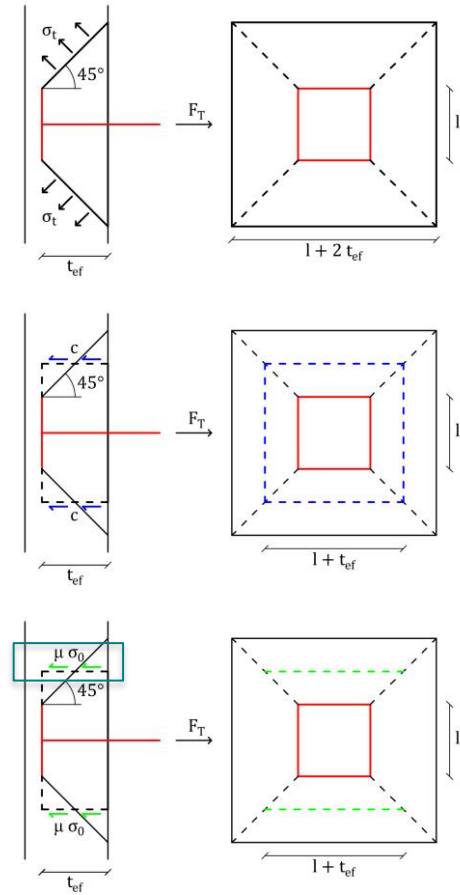 σt
45°
FT
l
σt
tef
l + 2 tef
c
45°
FT
l
c
tef
l + tef
μ σ0
45°
FT
l
μ σ0
tef
l + tef